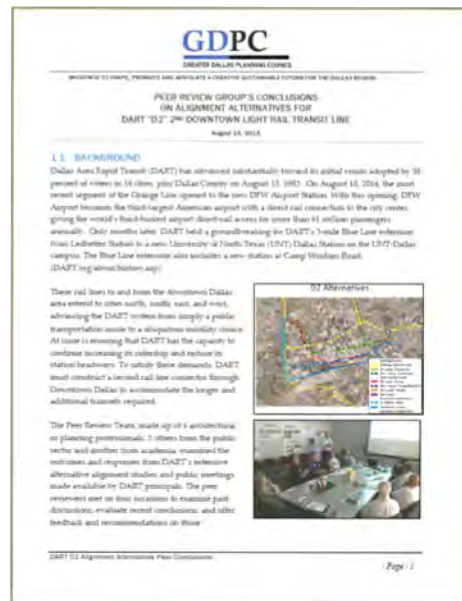 GDPC
GREATER DALLAS PLANNING COUNCIL
PEER REVIEW GROUP'S CONCLUSIONS
ON ALIGNMENT ALTERNATIVES FOR
DART "D2" 2ND DOWNTOWN LIGHT RAIL TRANSIT LINE
August
1.1. BACKGROUND
Dallas Area Rapid Transit (DART) has advanced substantially toward its initial vision adopted by 58
percent of voters in 14 cities, plus Dallas County on August 13, 1983. On August 18, 2014, the most
recent segment of the Orange Line opened to the new DFW Airport Station. With this opening, DFW
Airport becomes the third-largest American airport with a direct rail connection to the city center,
giving the world's third-busiest airport direct-rail access for more than 61 million passengers
annually. Only months later, DART held a groundbreaking for DART's 3-mile Blue Line extension
from Ledbetter Station to a new University of North Texas (UNT) Dallas Station on the UNT-Dallas
campus. The Blue Line extension also includes a new station at Camp Wisdom Road.
(DART.org/about/history.asp)
These rail lines to and from the downtown Dallas
area extend to cities north, south, east, and west,
advancing the DART system from simply a public
transportation mode to a ubiquitous mobility choice.
At issue is ensuring that DART has the capacity to
continue increasing its ridership and reduce its
station headways. To satisfy these demands, DART
must construct a second rail line connector through
Downtown Dallas to accommodate the longer and
additional trainsets required.
D2 Alternatives
The Peer Review Team, made up of 6 architectural
or planning professionals, 3 others from the public
sector and another from academia examined the
outcomes and responses from DART's extensive
alternative alignment studies and public meetings
made available by DART principals. The peer
reviewers met on four occasions to examine past
discussions, evaluate recent conclusions, and offer
feedback and recommendations on those
DART D2 Alignment Alternatives Peer Conclusions
Page | 1